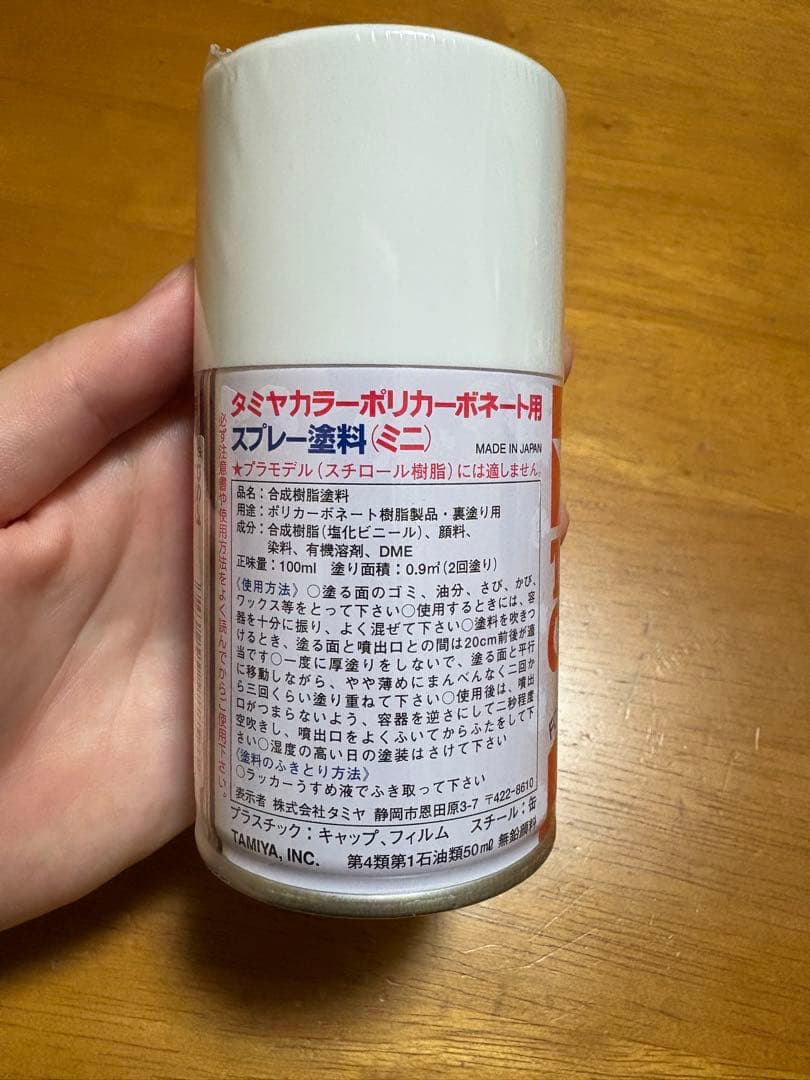 タミヤカラーポリカーボネート用
スプレー塗料(ミニ)
MADE IN JAPAN
★プラモデル(スチロール樹脂)には適しません。
品名:合成樹脂塗料
用途:ポリカーボネート樹脂製品・裏塗り用
成分:合成樹脂(塩化ビニール)、顔料、
染料、有機溶剤、DME
正味量:100ml 塗り面積:0.9㎡(2回塗り)
《使用方法》○塗る面のゴミ、油分、さび、かび、
ワックス等をとって下さい○使用するときには、容
器を十分に振り、よく混ぜて下さい○塗料を吹きつ
けるとき、塗る面と噴出口との間は20cm前後が適
当です○一度に厚塗りをしないで、塗る面と平行
に移動しながら、やや薄めにまんべんなく二回か
ら三回くらい塗り重ねて下さい○使用後は、噴出
口がつまらないよう、容器を逆さにして二秒程度
空吹きし、噴出口をよくふいてからふたをして下
さい○湿度の高い日の塗装はさけて下さい
《塗料のふきとり方法》
○ラッカーうすめ液でふき取って下さい
表示者 株式会社タミヤ 静岡市恩田原3-7 〒422-8610
プラスチック:キャップ、フィルム スチール:缶
TAMIYA, INC. 第4類第1石油類50mℓ 無鉛顔料
必ず注意書や使用方法をよく読んでからご使用下さい。